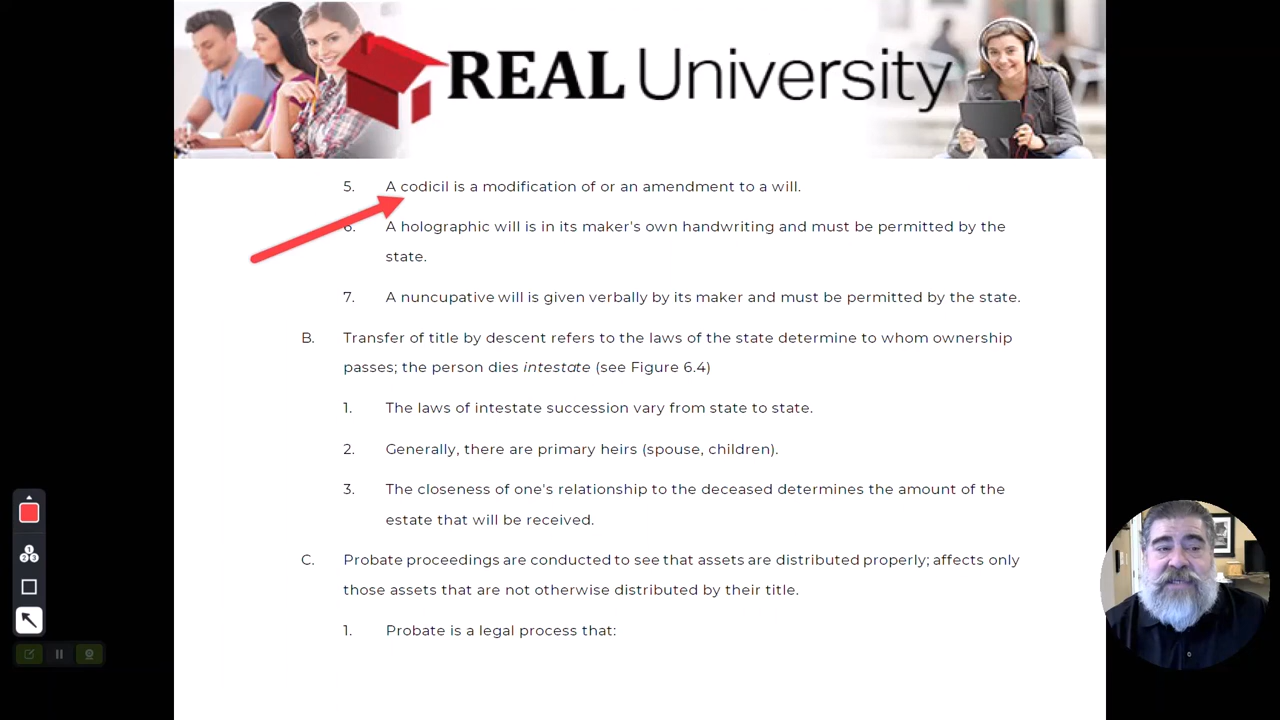 REAL University
5. A codicil is a modification of or an amendment to a will.
6. A holographic will is in its maker's own handwriting and must be permitted by the
state.
7. A nuncupative will is given verbally by its maker and must be permitted by the state.
B. Transfer of title by descent refers to the laws of the state determine to whom ownership
passes; the person dies intestate (see Figure 6.4)
1. The laws of intestate succession vary from state to state.
2. Generally, there are primary heirs (spouse, children).
3. The closeness of one's relationship to the deceased determines the amount of the
estate that will be received.
C. Probate proceedings are conducted to see that assets are distributed properly; affects only
those assets that are not otherwise distributed by their title.
1. Probate is a legal process that: